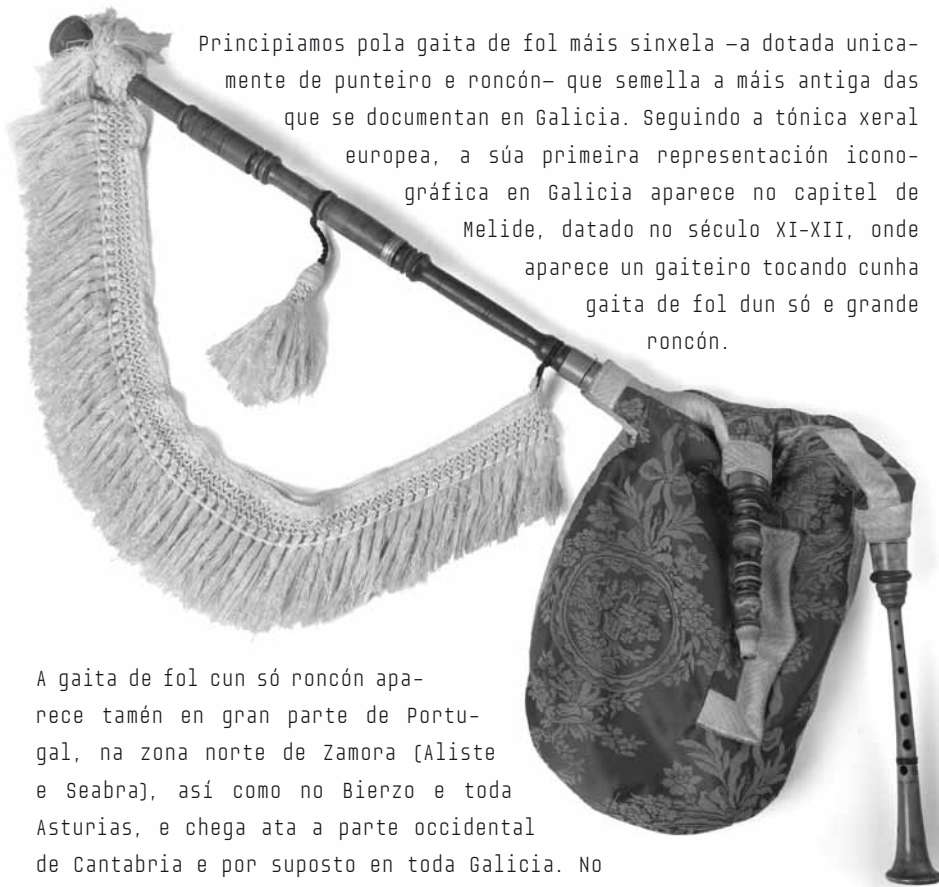 Principiamos pola gaita de fol máis sinxela –a dotada unica-
mente de punteiro e roncón– que semella a máis antiga das
que se documentan en Galicia. Seguindo a tónica xeral
europea, a súa primeira representación icono-
gráfica en Galicia aparece no capitel de
Melide, datado no século XI-XII, onde
aparece un gaiteiro tocando cunha
gaita de fol dun só e grande
roncón.
A gaita de fol cun só roncón apa-
rece tamén en gran parte de Portu-
gal, na zona norte de Zamora (Aliste
e Seabra), así como no Bierzo e toda
Asturias, e chega ata a parte occidental
de Cantabria e por suposto en toda Galicia. No